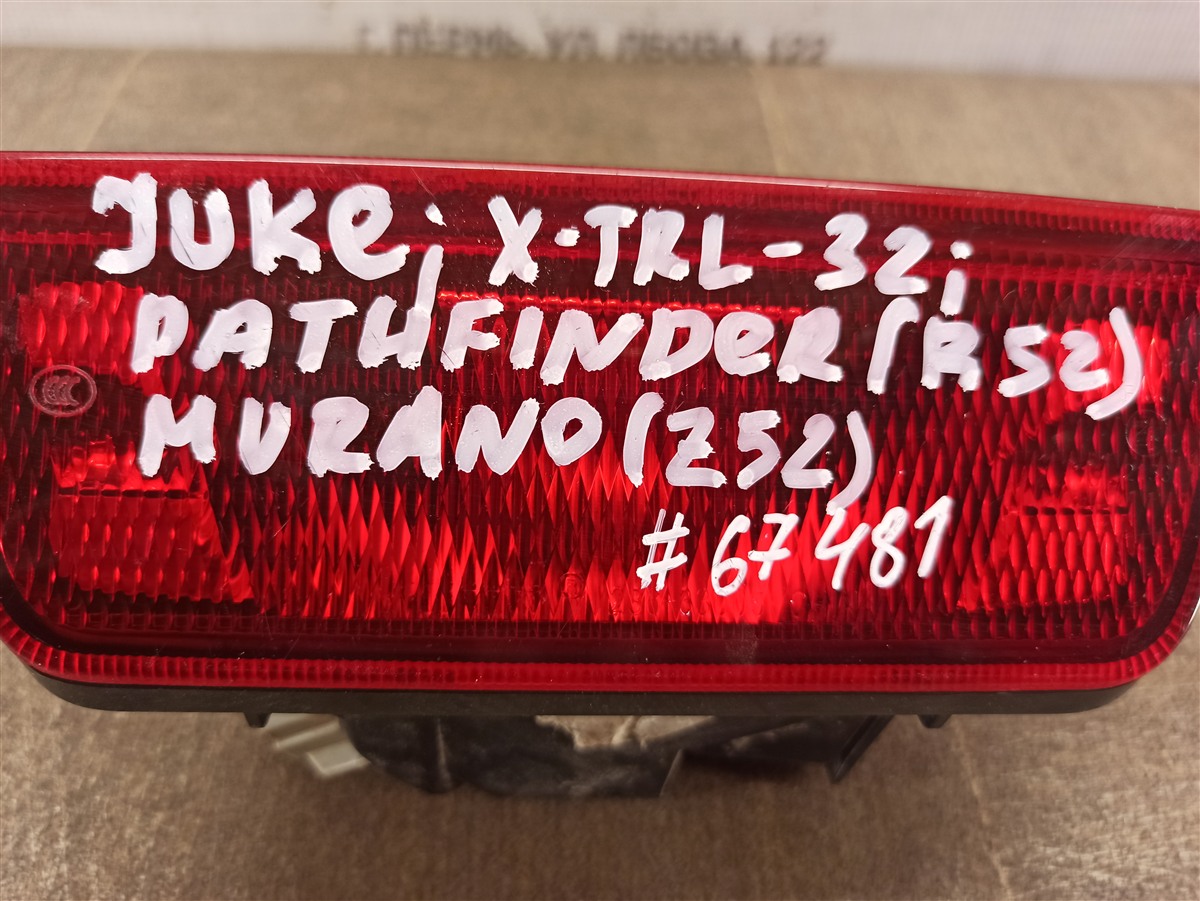 JUKE; X-TRL-32;
PATHFINDER (R52)
MURANO (Z52)
#67481